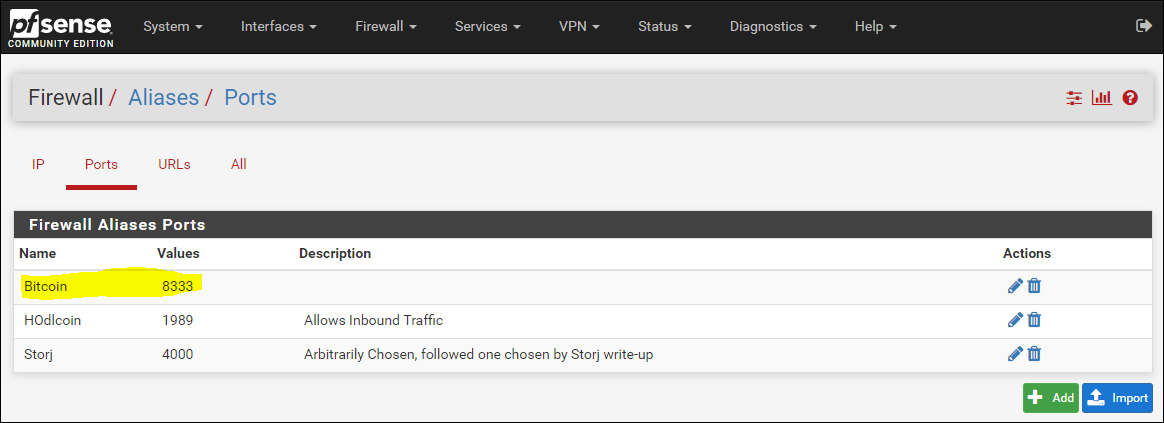 pfsense System Interfaces Firewall Services VPN Status Diagnostics Help
COMMUNITY EDITION
Firewall / Aliases / Ports
IP Ports URLs All
Firewall Aliases Ports
Name Values Description Actions
Bitcoin 8333
HOdlcoin 1989 Allows Inbound Traffic
Storj 4000 Arbitrarily Chosen, followed one chosen by Storj write-up
Add Import